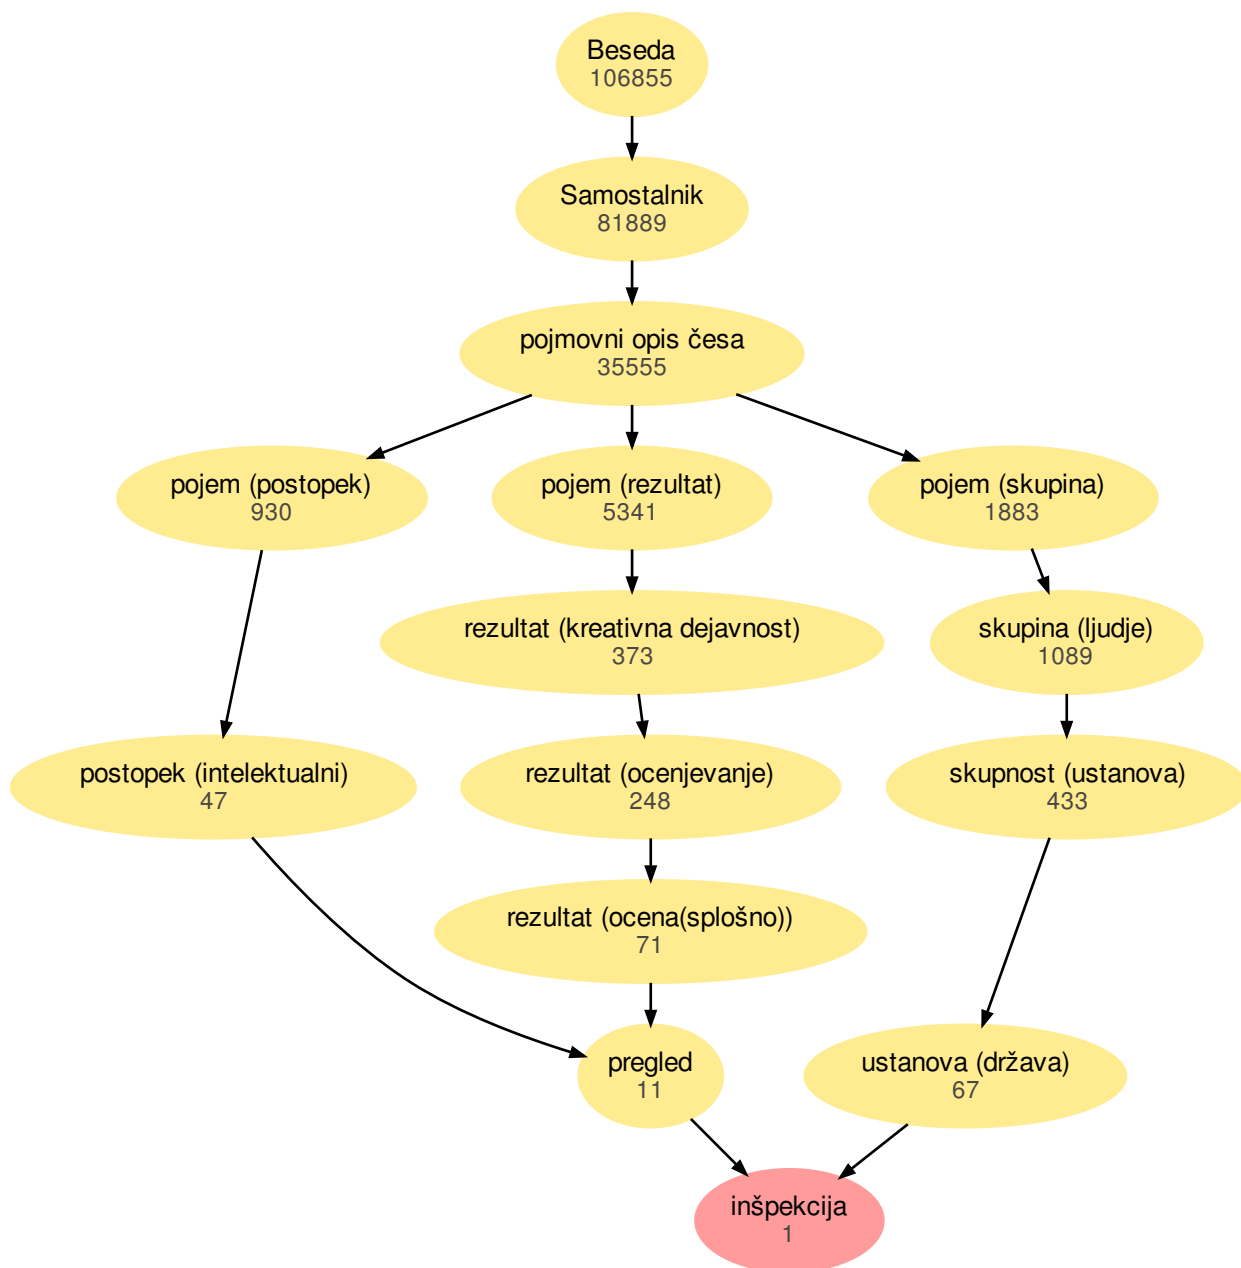 Beseda
106855
Samostalnik
81889
pojmovni opis česa
35555
pojem (postopek)
930
pojem (rezultat)
5341
pojem (skupina)
1883
rezultat (kreativna dejavnost)
373
skupina (ljudje)
1089
postopek (intelektualni)
47
rezultat (ocenjevanje)
248
skupnost (ustanova)
433
rezultat (ocena(splošno))
71
pregled
11
ustanova (država)
67
inšpekcija
1